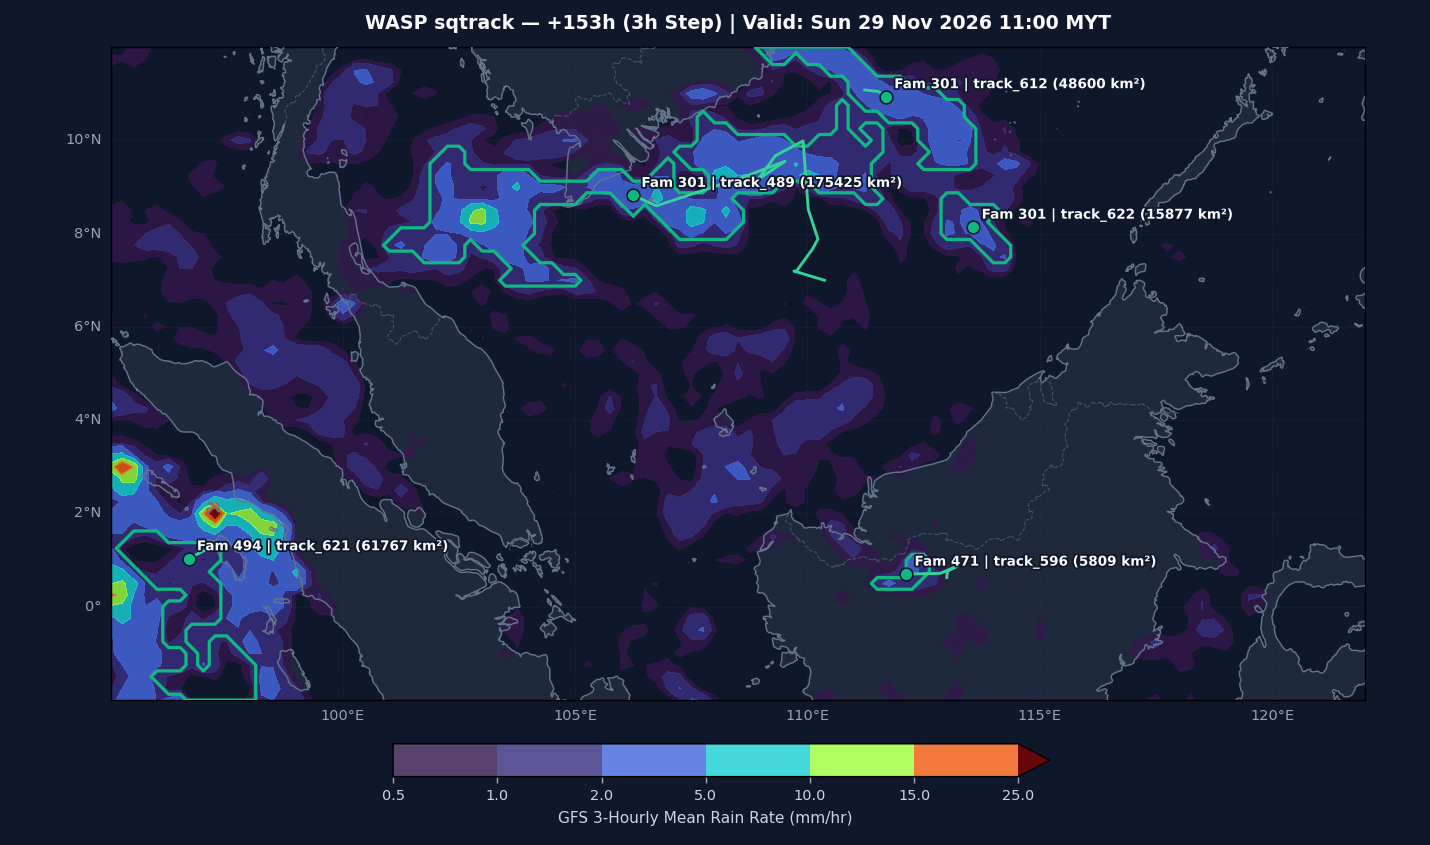 WASP sqtrack — +153h (3h Step) | Valid: Sun 29 Nov 2026 11:00 MYT
Fam 301 | track_612 (48600 km²)
10°N
Fam 301 | track_489 (175425 km²)
Fam 301 | track_622 (15877 km²)
8°N
6°N
4°N
2°N
Fam 494 | track_621 (61767 km²)
Fam 471 | track_596 (5809 km²)
0°
100°E
105°E
110°E
115°E
120°E
0.5
1.0
2.0
5.0
10.0
15.0
25.0
GFS 3-Hourly Mean Rain Rate (mm/hr)